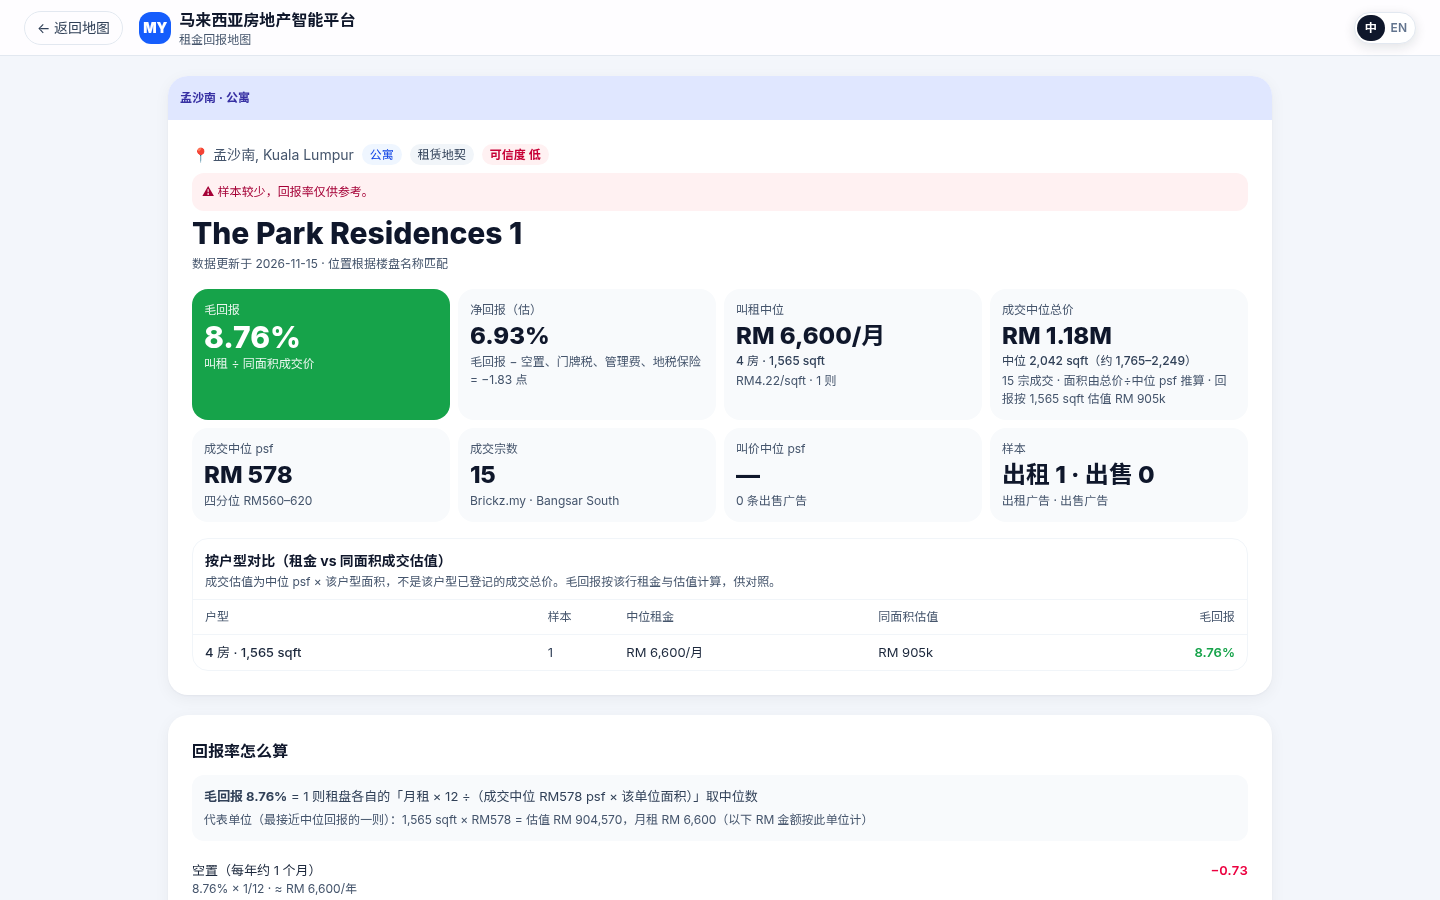 ← 返回地图
MY
马来西亚房地产智能平台
租金回报地图
中 EN
孟沙南 · 公寓
📍 孟沙南, Kuala Lumpur 公寓 租赁地契 可信度 低
⚠ 样本较少，回报率仅供参考。
The Park Residences 1
数据更新于 2026-11-15 · 位置根据楼盘名称匹配
毛回报
8.76%
叫租 ÷ 同面积成交价
净回报（估）
6.93%
毛回报 − 空置、门牌税、管理费、地税保险
= −1.83 点
叫租中位
RM 6,600/月
4 房 · 1,565 sqft
RM4.22/sqft · 1 则
成交中位总价
RM 1.18M
中位 2,042 sqft（约 1,765–2,249）
15 宗成交 · 面积由总价÷中位 psf 推算 · 回
报按 1,565 sqft 估值 RM 905k
成交中位 psf
RM 578
四分位 RM560–620
成交宗数
15
Brickz.my · Bangsar South
叫价中位 psf
—
0 条出售广告
样本
出租 1 · 出售 0
出租广告 · 出售广告
按户型对比（租金 vs 同面积成交估值）
成交估值为中位 psf × 该户型面积，不是该户型已登记的成交总价。毛回报按该行租金与估值计算，供对照。
户型 样本 中位租金 同面积估值 毛回报
4 房 · 1,565 sqft 1 RM 6,600/月 RM 905k 8.76%
回报率怎么算
毛回报 8.76% = 1 则租盘各自的「月租 × 12 ÷（成交中位 RM578 psf × 该单位面积）」取中位数
代表单位（最接近中位回报的一则）：1,565 sqft × RM578 = 估值 RM 904,570，月租 RM 6,600（以下 RM 金额按此单位计）
空置（每年约 1 个月） −0.73
8.76% × 1/12 · ≈ RM 6,600/年